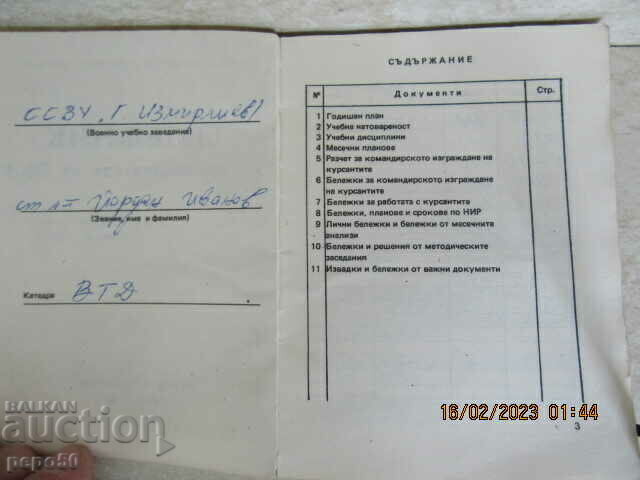 ССВУ „Г. Измирлиев"
(Военно учебно заведение)
ст. л-т Йордан Иванов
(Звание, име и фамилия)
Катедра ВТД
СЪДЪРЖАНИЕ
№ Документи Стр.
1 Годишен план
2 Учебна натовареност
3 Учебни дисциплини
4 Месечни планове
5 Разчет за командирското изграждане на
курсантите
6 Бележки за командирското изграждане
на курсантите
7 Бележки за работата с курсантите
8 Бележки, планове и срокове по НИР
9 Лични бележки и бележки от месечните
анализи
10 Бележки и решения от методическите
заседания
11 Извадки и бележки от важни документи
3
16/02/2023 01:44
БАЛКАН
auction
pepo50